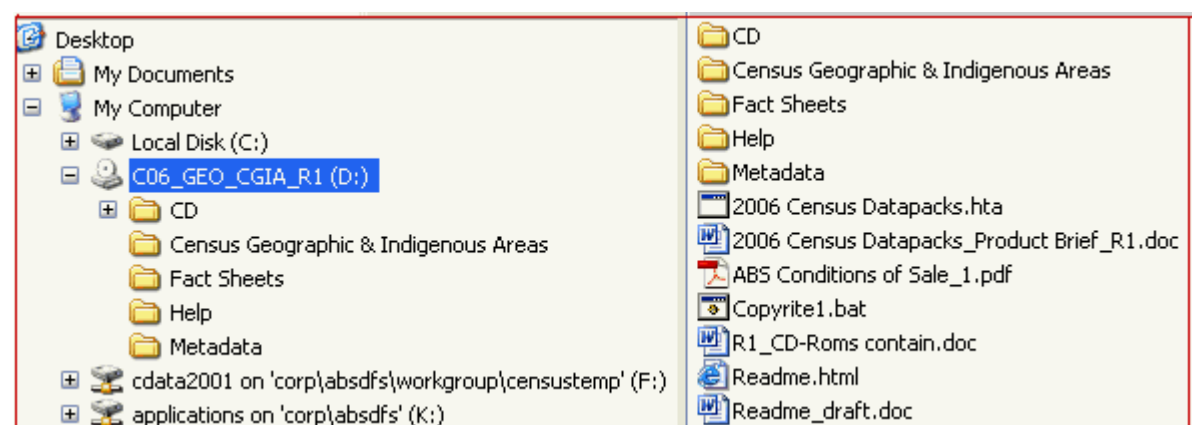 Desktop
My Documents
My Computer
Local Disk (C:)
C06_GEO_CGIA_R1 (D:)
CD
Census Geographic & Indigenous Areas
Fact Sheets
Help
Metadata
cdata2001 on 'corp\absdfs\workgroup\censustemp' (F:)
applications on 'corp\absdfs' (K:)
CD
Census Geographic & Indigenous Areas
Fact Sheets
Help
Metadata
2006 Census Datapacks.hta
2006 Census Datapacks_Product Brief_R1.doc
ABS Conditions of Sale_1.pdf
Copyrite1.bat
R1_CD-Roms contain.doc
Readme.html
Readme_draft.doc